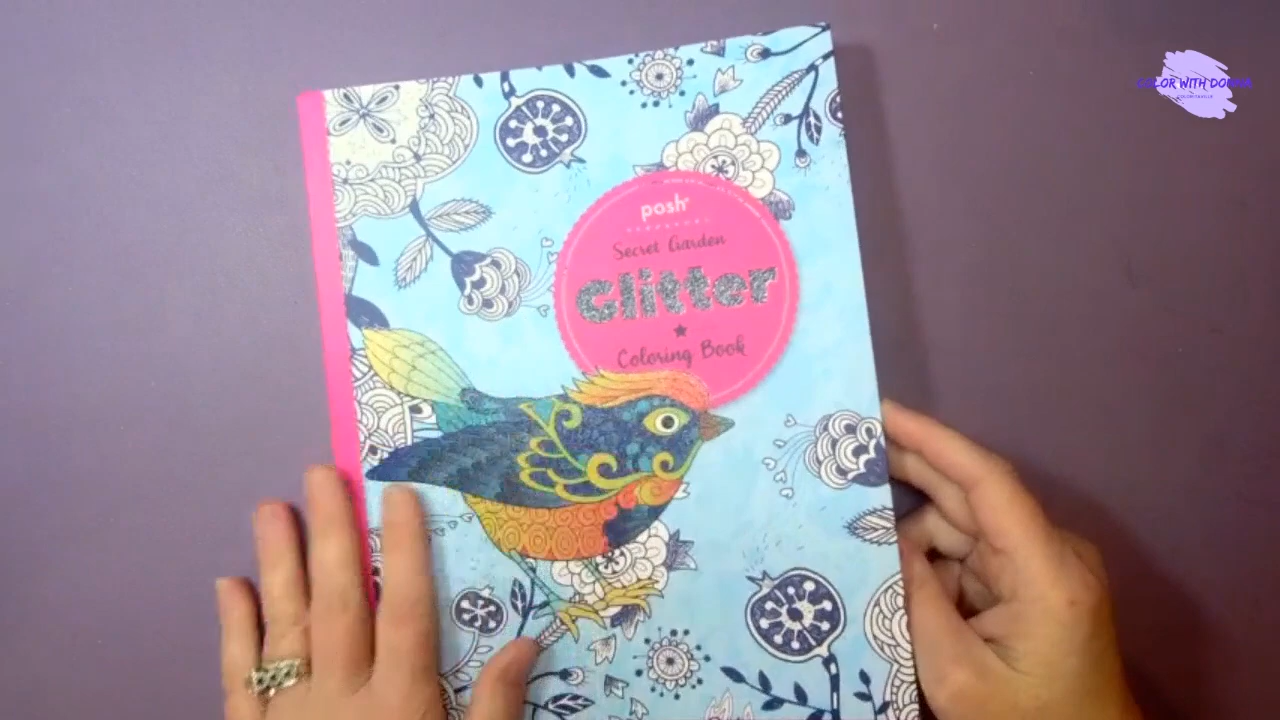 posh
Secret Garden
Glitter
Coloring Book
COLOR WITH DONNA